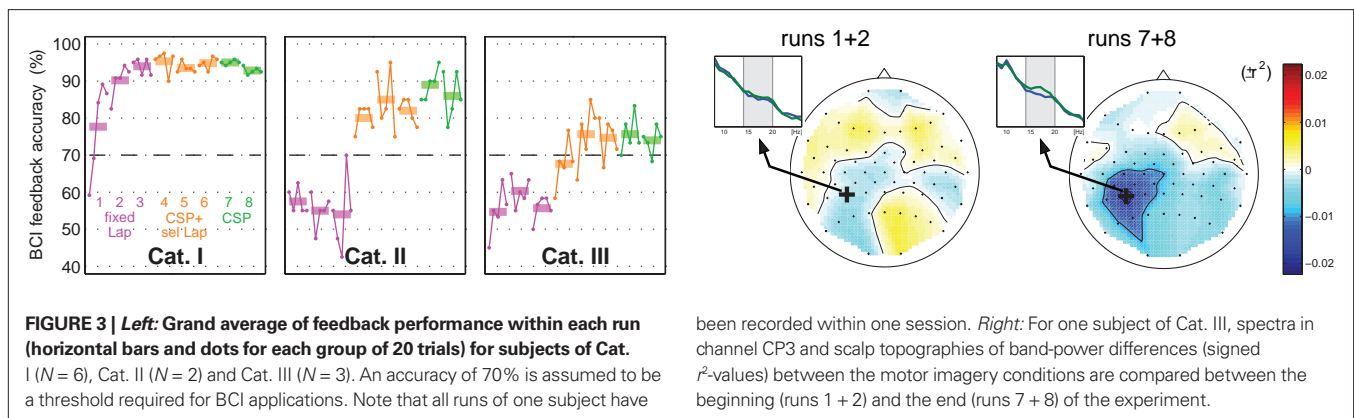 BCI feedback accuracy (%)
100
90
80
70
60
50
40
1 2 3
fixed
Lap
4 5 6
CSP+
sel Lap
7 8
CSP
Cat. I
Cat. II
Cat. III
runs 1+2
10 15 20 [Hz]
runs 7+8
10 15 20 [Hz]
(±r²)
0.02
0.01
0
−0.01
−0.02
FIGURE 3 | Left: Grand average of feedback performance within each run
(horizontal bars and dots for each group of 20 trials) for subjects of Cat.
I (N = 6), Cat. II (N = 2) and Cat. III (N = 3). An accuracy of 70% is assumed to be
a threshold required for BCI applications. Note that all runs of one subject have
been recorded within one session. Right: For one subject of Cat. III, spectra in
channel CP3 and scalp topographies of band-power differences (signed
r²-values) between the motor imagery conditions are compared between the
beginning (runs 1 + 2) and the end (runs 7 + 8) of the experiment.